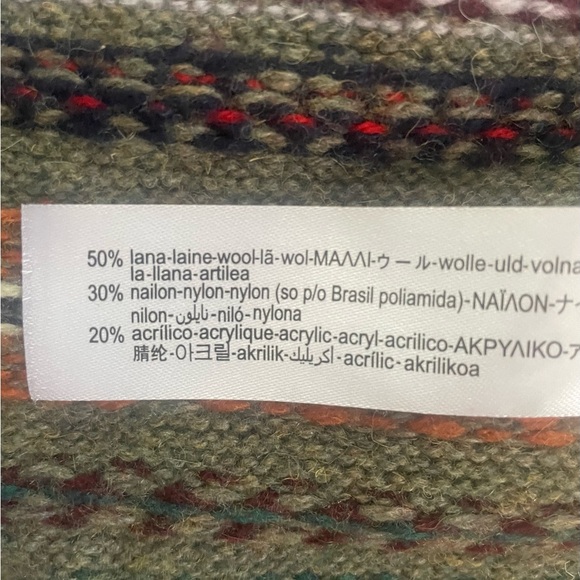 50% lana-laine-wool-lã-wol-ΜΑΛΛΙ-ウール-wolle-uld-volna
la-llana-artilea
30% nailon-nylon-nylon (so p/o Brasil poliamida)-ΝΑΪΛΟΝ-ナ
nilon-نايلون-niló-nylona
20% acrílico-acrylique-acrylic-acryl-acrilico-ΑΚΡΥΛΙΚΟ-ア
腈纶-아크릴-akrilik-اكريليك-acrílic-akrilikoa